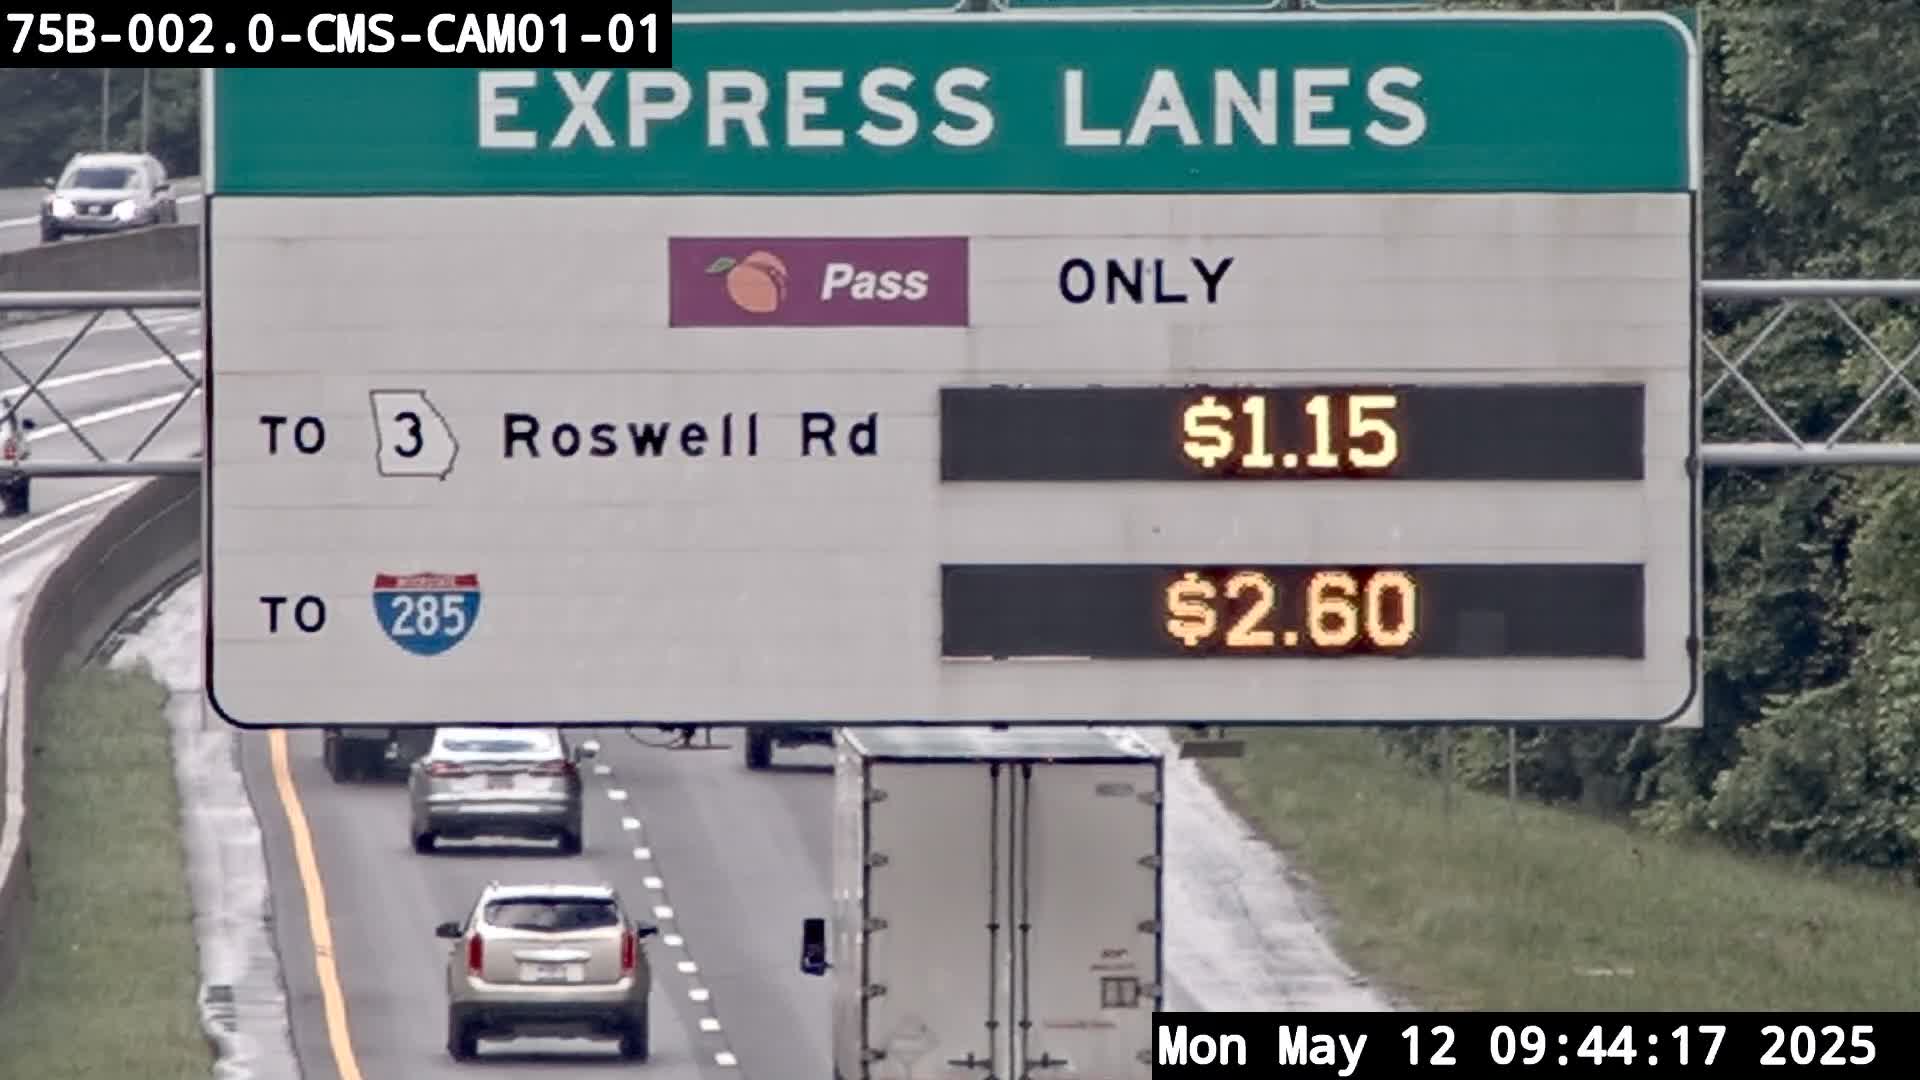 75B-002.0-CMS-CAM01-01
EXPRESS LANES
Pass ONLY
TO 3 Roswell Rd $1.15
TO 285 $2.60
Mon May 12 09:44:17 2025